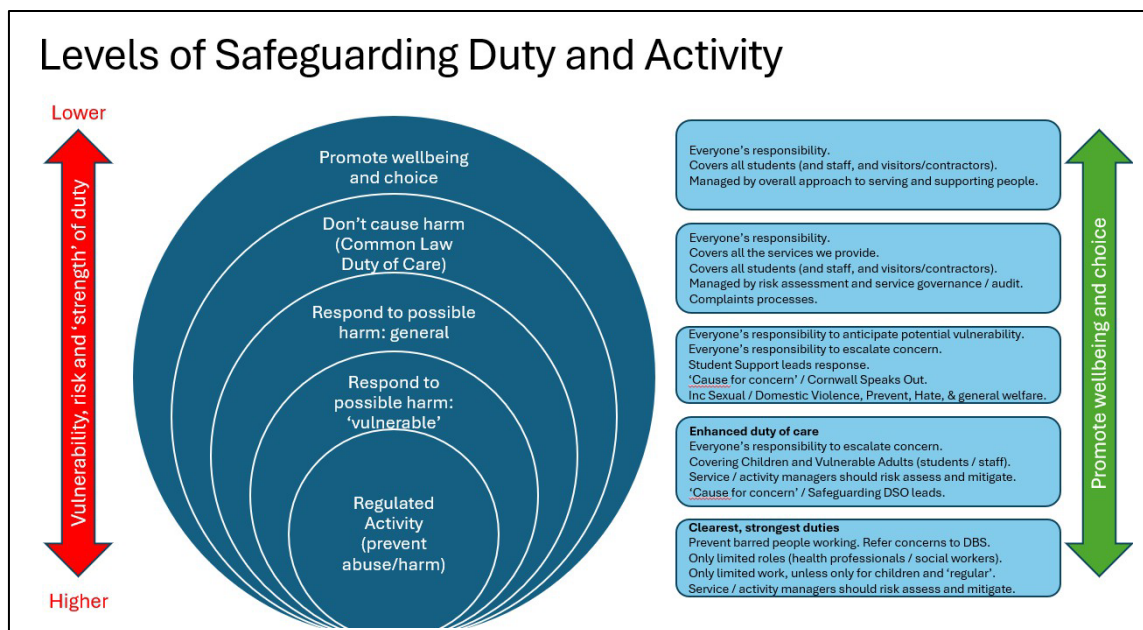 Levels of Safeguarding Duty and Activity
Lower
Vulnerability, risk and ‘strength’ of duty
Higher
Promote wellbeing
and choice
Don’t cause harm
(Common Law
Duty of Care)
Respond to possible
harm: general
Respond to
possible harm:
‘vulnerable’
Regulated
Activity
(prevent
abuse/harm)
Everyone’s responsibility.
Covers all students (and staff, and visitors/contractors).
Managed by overall approach to serving and supporting people.
Everyone’s responsibility.
Covers all the services we provide.
Covers all students (and staff, and visitors/contractors).
Managed by risk assessment and service governance / audit.
Complaints processes.
Everyone’s responsibility to anticipate potential vulnerability.
Everyone’s responsibility to escalate concern.
Student Support leads response.
‘Cause for concern’ / Cornwall Speaks Out.
Inc Sexual / Domestic Violence, Prevent, Hate, & general welfare.
Enhanced duty of care
Everyone’s responsibility to escalate concern.
Covering Children and Vulnerable Adults (students / staff).
Service / activity managers should risk assess and mitigate.
‘Cause for concern’ / Safeguarding DSO leads.
Clearest, strongest duties
Prevent barred people working. Refer concerns to DBS.
Only limited roles (health professionals / social workers).
Only limited work, unless only for children and ‘regular’.
Service / activity managers should risk assess and mitigate.
Promote wellbeing and choice